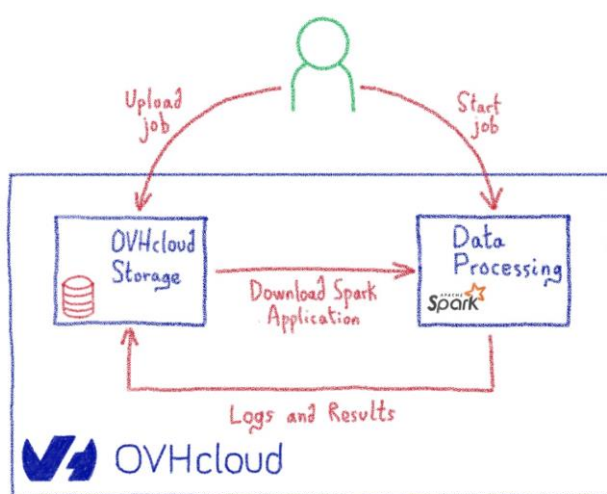 Upload
job
Start
job
OVHcloud
Storage
Data
Processing
APACHE
Spark
Download Spark
Application
Logs and Results
OVHcloud